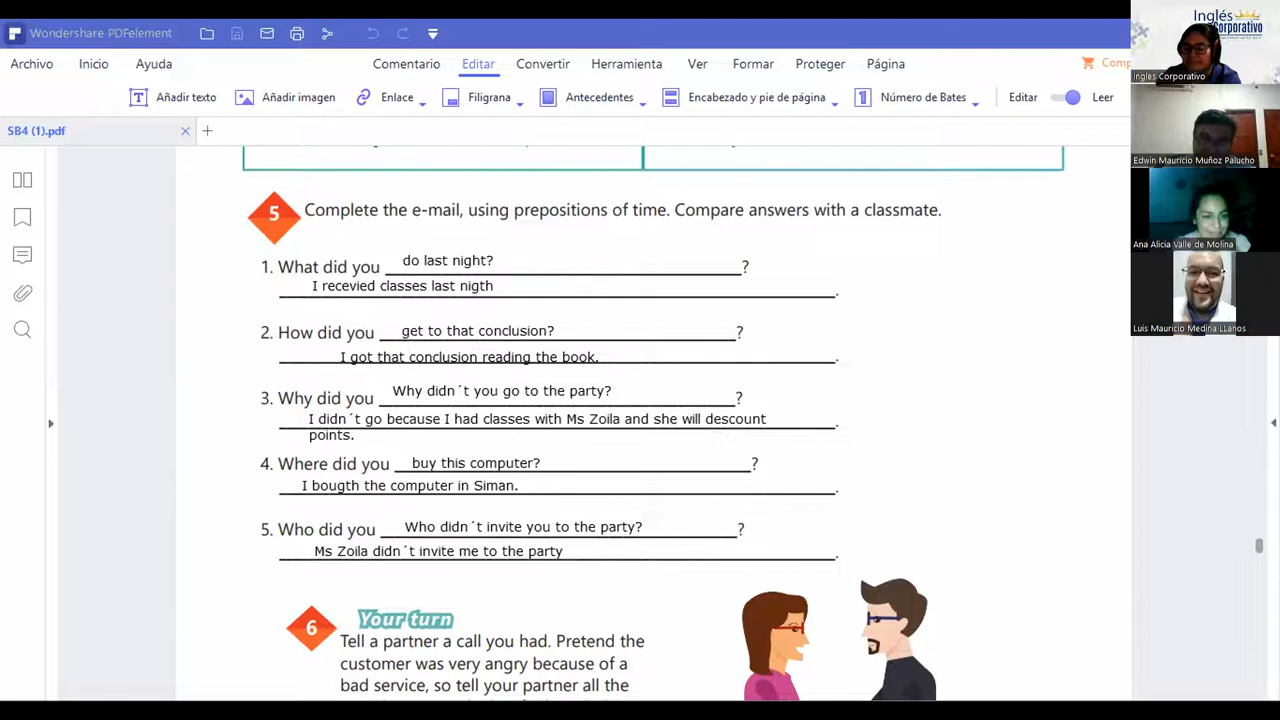 Wondershare PDFelement
Archivo Inicio Ayuda Comentario Editar Convertir Herramienta Ver Formar Proteger Página Comp
Añadir texto Añadir imagen Enlace Filigrana Antecedentes Encabezado y pie de página Número de Bates Editar Leer
SB4 (1).pdf
5 Complete the e-mail, using prepositions of time. Compare answers with a classmate.
1. What did you do last night? ?
I recevied classes last nigth .
2. How did you get to that conclusion? ?
I got that conclusion reading the book. .
3. Why did you Why didn´t you go to the party? ?
I didn´t go because I had classes with Ms Zoila and she will descount .
points.
4. Where did you buy this computer? ?
I bougth the computer in Siman. .
5. Who did you Who didn´t invite you to the party? ?
Ms Zoila didn´t invite me to the party .
6 Your turn
Tell a partner a call you had. Pretend the
customer was very angry because of a
bad service, so tell your partner all the
Inglés
Corporativo
Ingles Corporativo
Edwin Mauricio Muñoz Palucho
Ana Alicia Valle de Molina
Luis Mauricio Medina LLanos